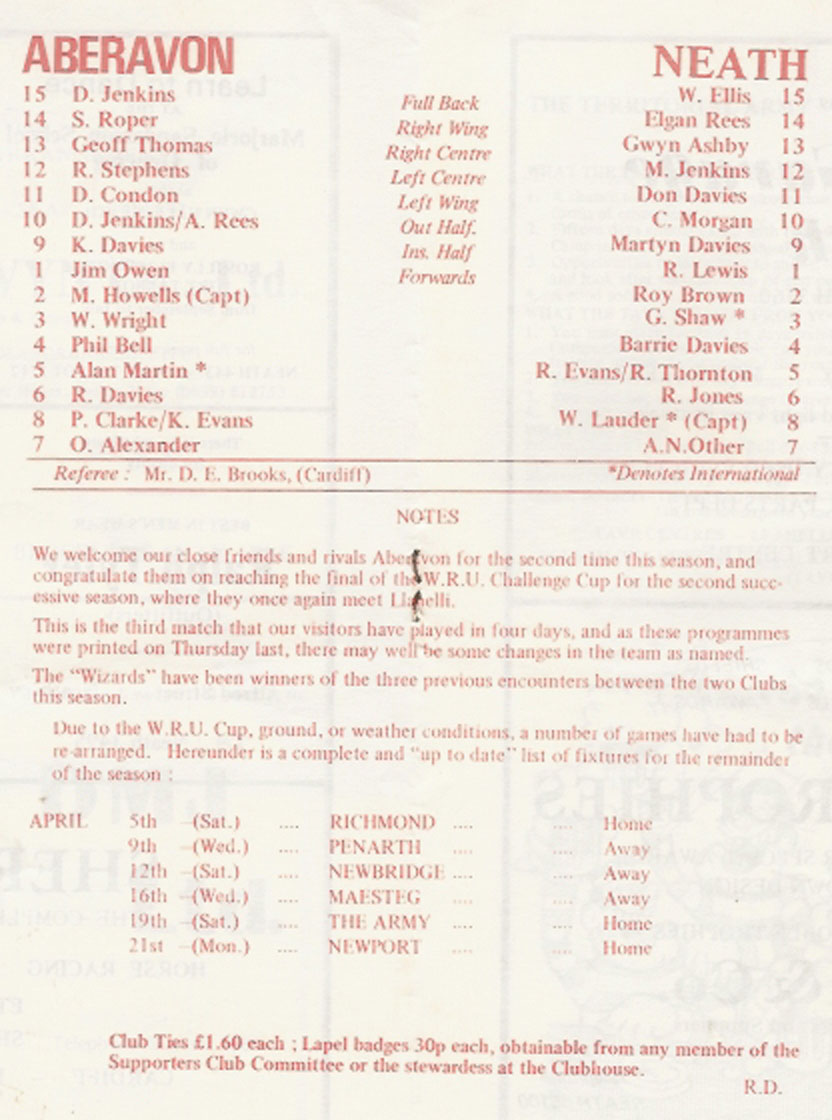 ABERAVON NEATH
15 D. Jenkins Full Back W. Ellis 15
14 S. Roper Right Wing Elgan Rees 14
13 Geoff Thomas Right Centre Gwyn Ashby 13
12 R. Stephens Left Centre M. Jenkins 12
11 D. Condon Left Wing Don Davies 11
10 D. Jenkins/A. Rees Out Half. C. Morgan 10
9 K. Davies Ins. Half Martyn Davies 9
1 Jim Owen Forwards R. Lewis 1
2 M. Howells (Capt) Roy Brown 2
3 W. Wright G. Shaw * 3
4 Phil Bell Barrie Davies 4
5 Alan Martin * R. Evans/R. Thornton 5
6 R. Davies R. Jones 6
8 P. Clarke/K. Evans W. Lauder * (Capt) 8
7 O. Alexander A.N.Other 7
Referee : Mr. D. E. Brooks, (Cardiff) *Denotes International
NOTES
We welcome our close friends and rivals Aberavon for the second time this season, and
congratulate them on reaching the final of the W.R.U. Challenge Cup for the second succ-
essive season, where they once again meet Llanelli.
This is the third match that our visitors have played in four days, and as these programmes
were printed on Thursday last, there may well be some changes in the team as named.
The "Wizards" have been winners of the three previous encounters between the two Clubs
this season.
Due to the W.R.U. Cup, ground, or weather conditions, a number of games have had to be
re-arranged. Hereunder is a complete and "up to date" list of fixtures for the remainder
of the season :
APRIL 5th –(Sat.) .... RICHMOND .... .... Home
9th –(Wed.) .... PENARTH .... .... Away
12th –(Sat.) .... NEWBRIDGE .... .... Away
16th –(Wed.) .... MAESTEG .... .... Away
19th –(Sat.) .... THE ARMY .... .... Home
21st –(Mon.) .... NEWPORT .... .... Home
Club Ties £1.60 each ; Lapel badges 30p each, obtainable from any member of the
Supporters Club Committee or the stewardess at the Clubhouse.
R.D.